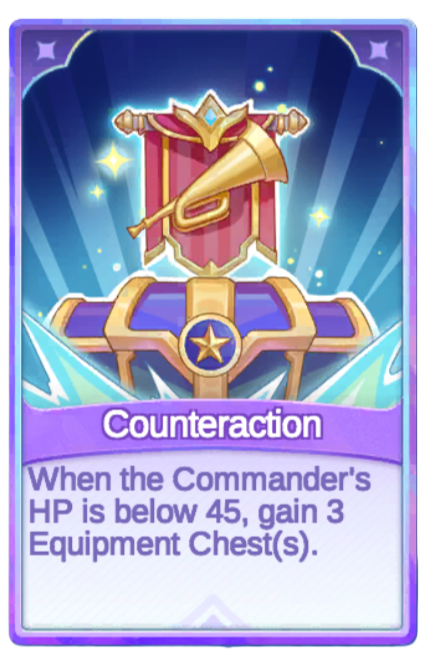 Counteraction
When the Commander's
HP is below 45, gain 3
Equipment Chest(s).